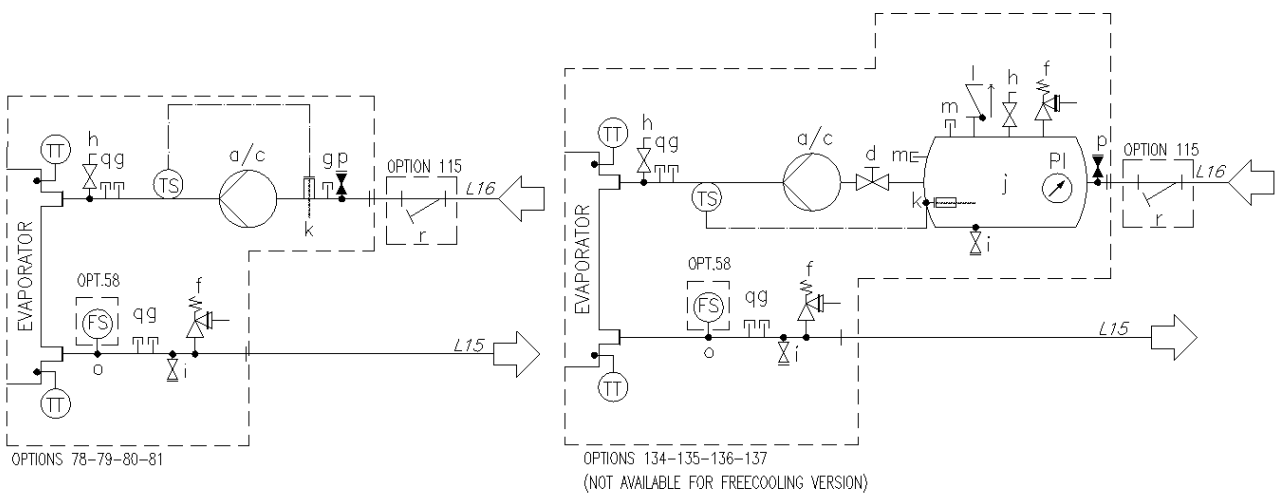 TT
h
qg
TS
a/c
gp
k
OPTION 115
L16
r
EVAPORATOR
OPT.58
FS
o
qg
f
i
L15
TT
OPTIONS 78-79-80-81
TT
h
qg
TS
a/c
d
m
l
h
f
m
j
PI
k
i
p
OPTION 115
L16
r
EVAPORATOR
OPT.58
FS
o
qg
f
i
L15
TT
OPTIONS 134-135-136-137
(NOT AVAILABLE FOR FREECOOLING VERSION)